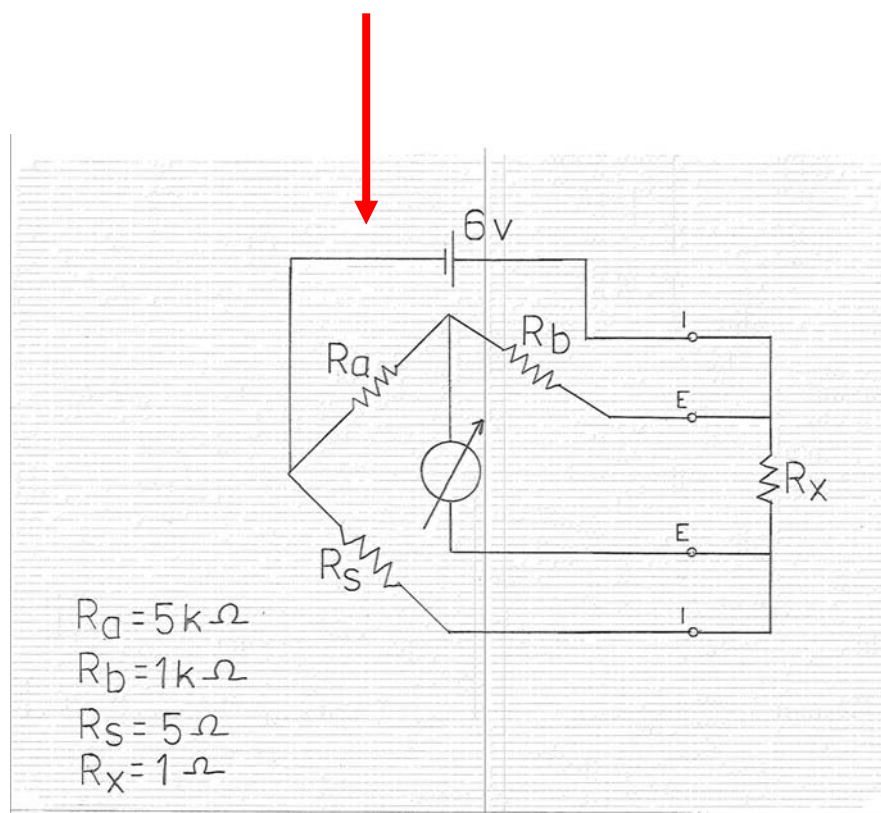 6v
Ra
Rb
I
E
Rx
E
Rs
I
Ra=5kΩ
Rb=1kΩ
Rs=5Ω
Rx=1Ω